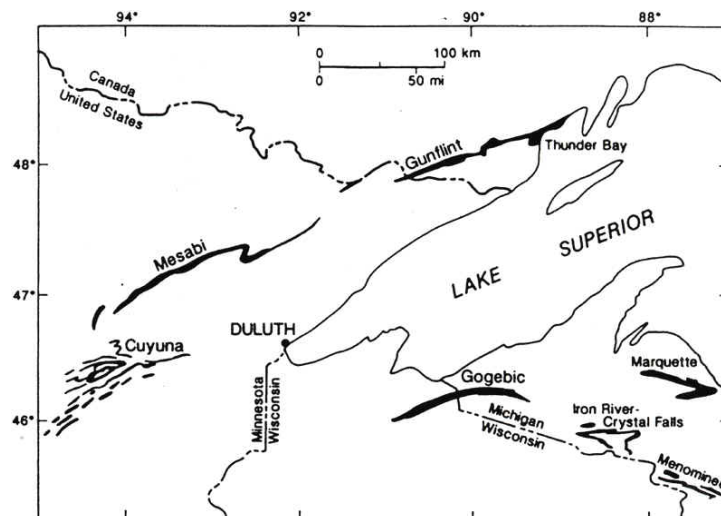 94°
92°
90°
88°
0 100 km
0 50 mi
Canada
United States
48°
Gunflint
Thunder Bay
Mesabi
LAKE SUPERIOR
47°
DULUTH
Cuyuna
Marquette
Gogebic
46°
Minnesota
Wisconsin
Michigan
Wisconsin
Iron River-
Crystal Falls
Menominee